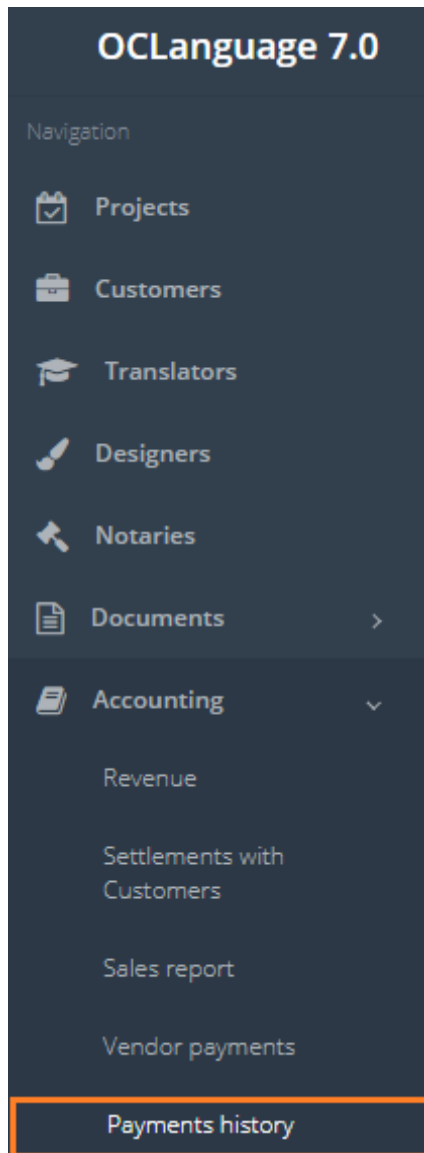 OCLanguage 7.0
Navigation
Projects
Customers
Translators
Designers
Notaries
Documents
Accounting
Revenue
Settlements with
Customers
Sales report
Vendor payments
Payments history